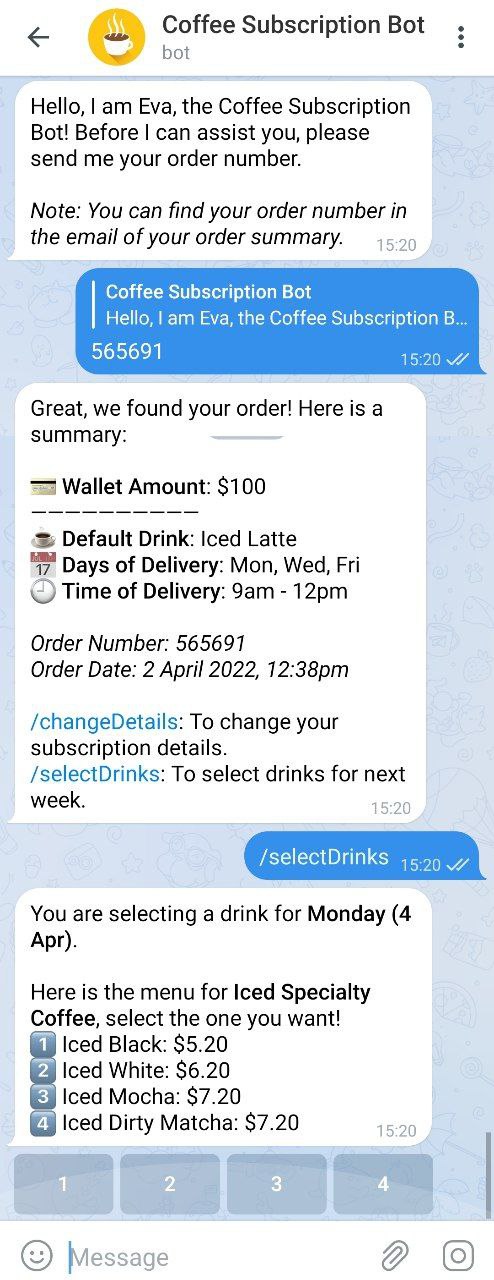 Coffee Subscription Bot
bot
Hello, I am Eva, the Coffee Subscription
Bot! Before I can assist you, please
send me your order number.
Note: You can find your order number in
the email of your order summary.
15:20
Coffee Subscription Bot
Hello, I am Eva, the Coffee Subscription B...
565691
15:20
Great, we found your order! Here is a
summary:
💳 Wallet Amount: $100
——————————
☕ Default Drink: Iced Latte
📅 Days of Delivery: Mon, Wed, Fri
🕘 Time of Delivery: 9am - 12pm
Order Number: 565691
Order Date: 2 April 2022, 12:38pm
/changeDetails: To change your
subscription details.
/selectDrinks: To select drinks for next
week.
15:20
/selectDrinks 15:20
You are selecting a drink for Monday (4
Apr).
Here is the menu for Iced Specialty
Coffee, select the one you want!
1 Iced Black: $5.20
2 Iced White: $6.20
3 Iced Mocha: $7.20
4 Iced Dirty Matcha: $7.20
15:20
1 2 3 4
Message